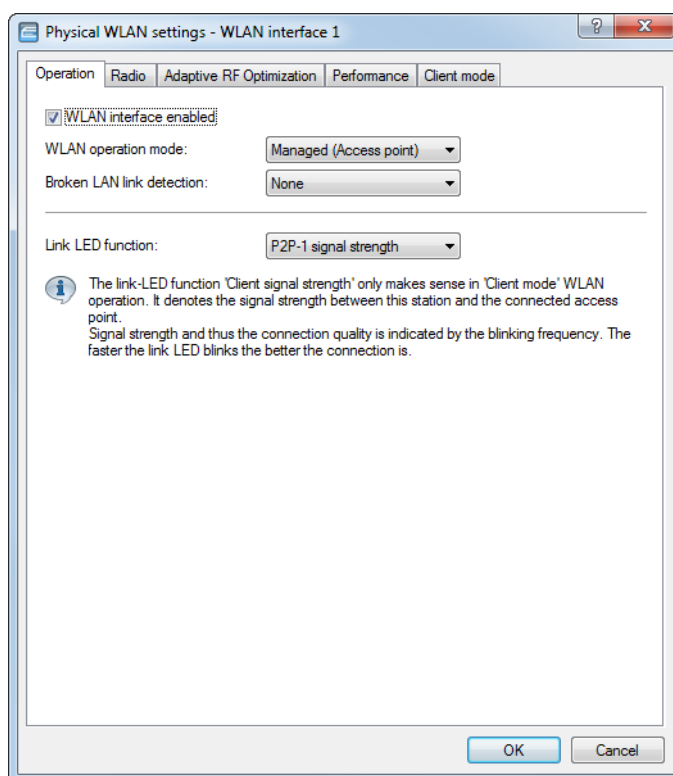 Physical WLAN settings - WLAN interface 1
?
Operation Radio Adaptive RF Optimization Performance Client mode
WLAN interface enabled
WLAN operation mode: Managed (Access point)
Broken LAN link detection: None
Link LED function: P2P-1 signal strength
The link-LED function 'Client signal strength' only makes sense in 'Client mode' WLAN
operation. It denotes the signal strength between this station and the connected access
point.
Signal strength and thus the connection quality is indicated by the blinking frequency. The
faster the link LED blinks the better the connection is.
OK Cancel